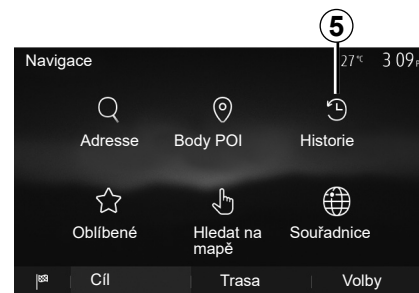 5
Navigace 27°C 3 09
Adresse Body POI Historie
Oblíbené Hledat na mapě Souřadnice
Cíl Trasa Volby